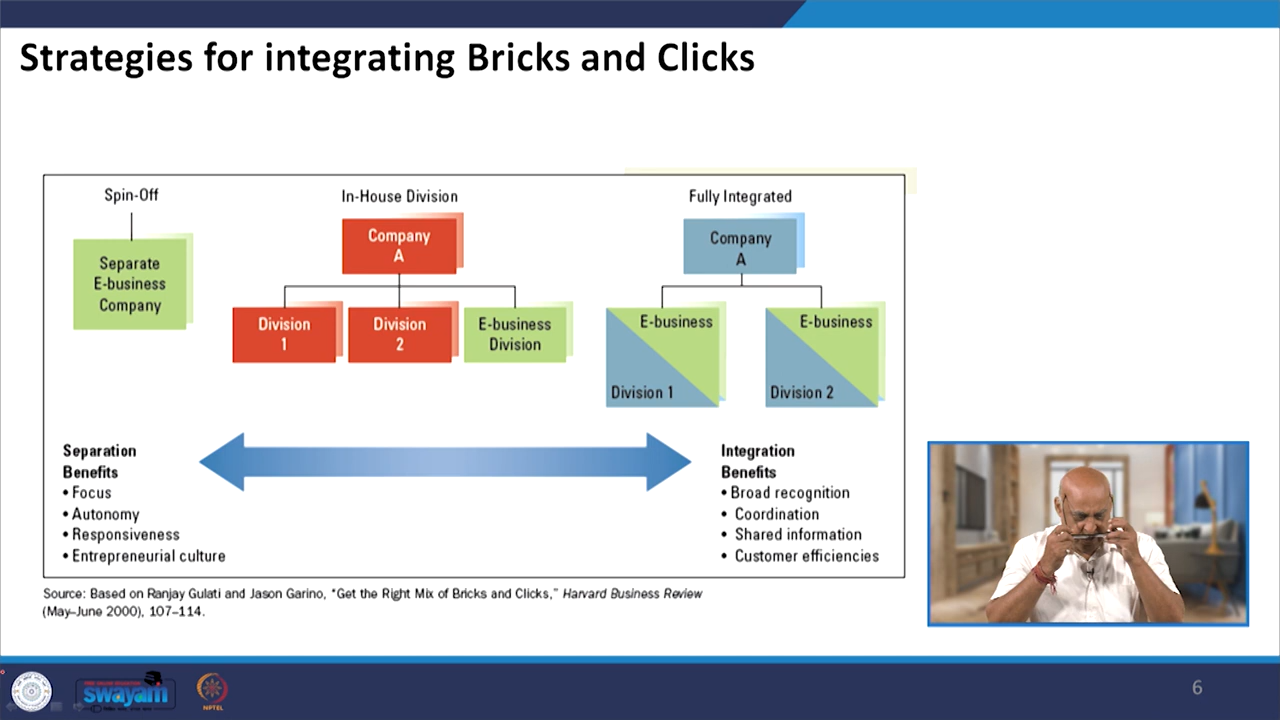 Strategies for integrating Bricks and Clicks
Spin-Off
Separate
E-business
Company
In-House Division
Company
A
Division
1
Division
2
E-business
Division
Fully Integrated
Company
A
E-business
Division 1
E-business
Division 2
Separation
Benefits
• Focus
• Autonomy
• Responsiveness
• Entrepreneurial culture
Integration
Benefits
• Broad recognition
• Coordination
• Shared information
• Customer efficiencies
Source: Based on Ranjay Gulati and Jason Garino, "Get the Right Mix of Bricks and Clicks," Harvard Business Review
(May–June 2000), 107–114.
swayam
NPTEL
6